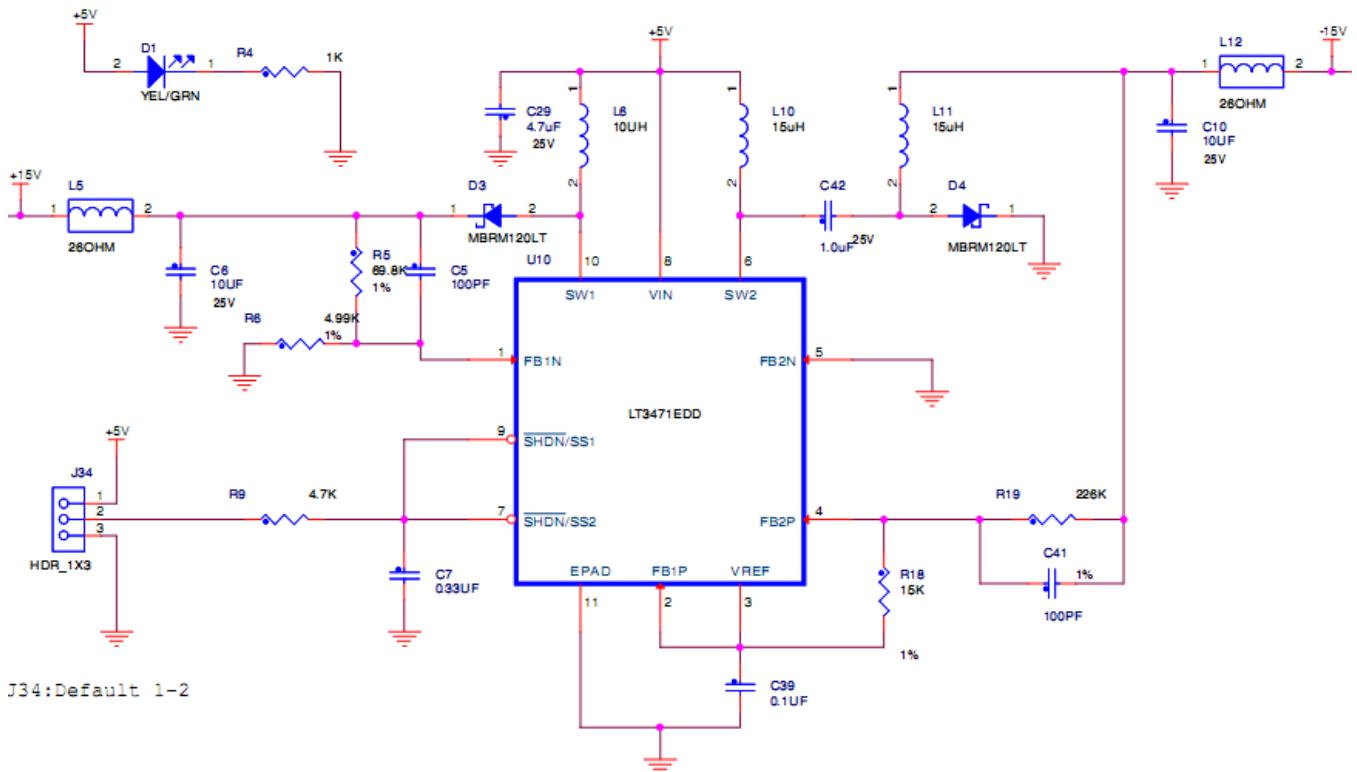 +5V
D1
2
1
YEL/GRN
R4
1K
+5V
C29
4.7uF
25V
1
L6
10UH
2
1
L10
15uH
2
1
L11
15uH
2
L12
1
2
26OHM
-15V
C10
10UF
25V
+15V
L5
1
2
26OHM
D3
1
2
MBRM120LT
C42
1.0uF
25V
D4
2
1
MBRM120LT
C6
10UF
25V
R5
69.8K
1%
C5
100PF
R6
4.99K
1%
U10
10
8
6
SW1
VIN
SW2
1
FB1N
FB2N
5
LT3471EDD
9
SHDN/SS1
7
SHDN/SS2
FB2P
4
EPAD
FB1P
VREF
11
2
3
+5V
J34
1
2
3
HDR_1X3
R9
4.7K
C7
0.33UF
R19
226K
C41
1%
100PF
R18
15K
1%
C39
0.1UF
J34:Default 1-2